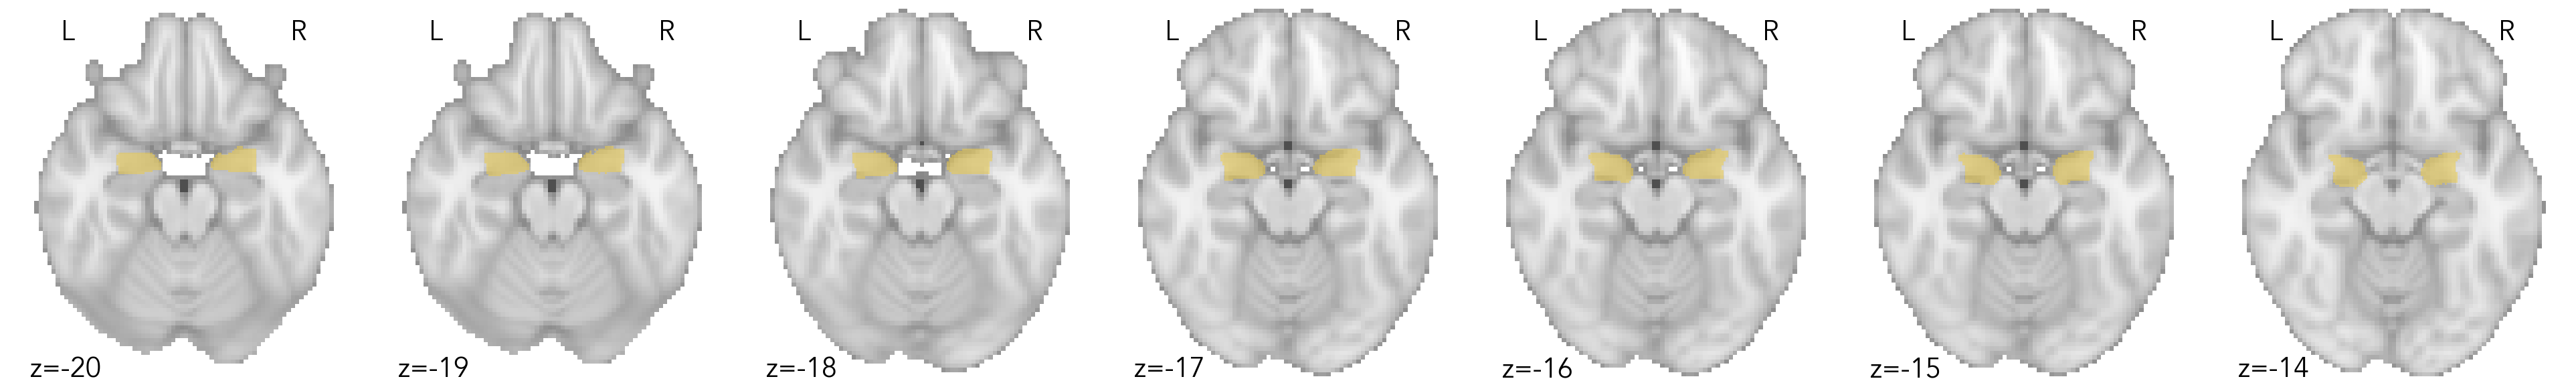 L R L R L R L R L R L R L R
z=-20 z=-19 z=-18 z=-17 z=-16 z=-15 z=-14